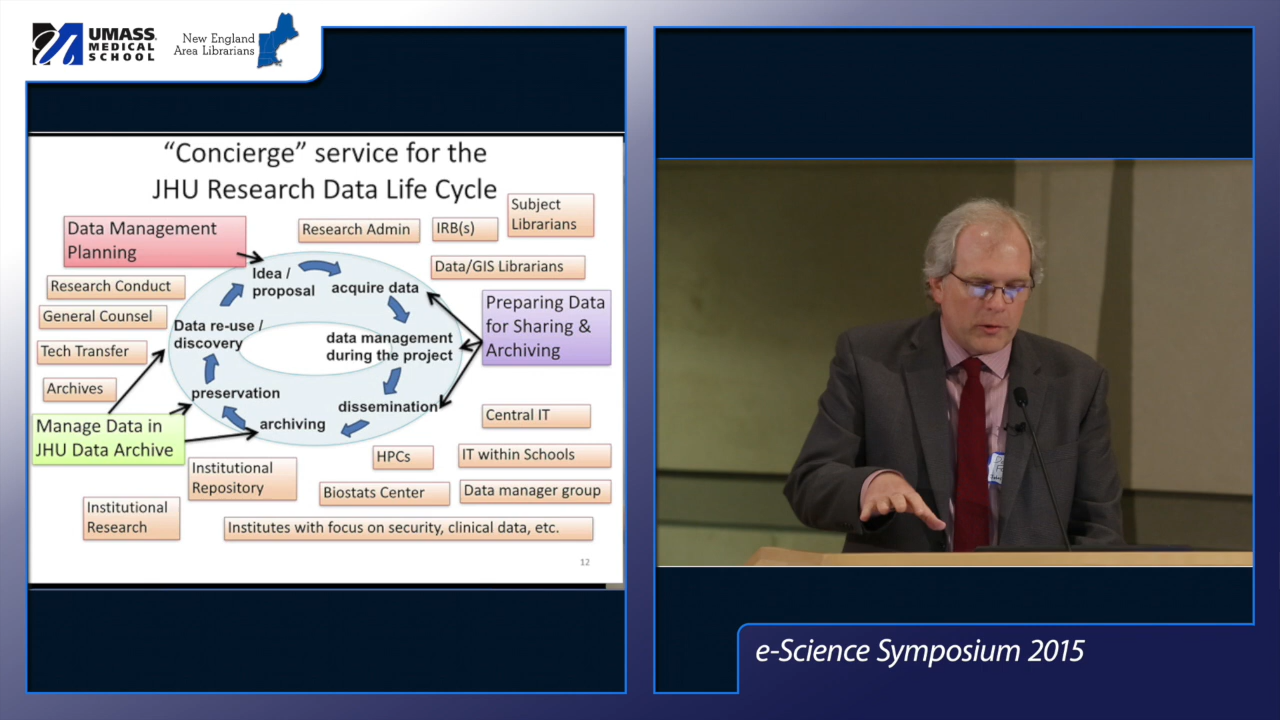 UMASS
MEDICAL
SCHOOL
New England
Area Librarians
“Concierge” service for the
JHU Research Data Life Cycle
Subject
Librarians
Data Management
Planning
Research Admin
IRB(s)
Data/GIS Librarians
Idea /
proposal
acquire data
Research Conduct
General Counsel
Preparing Data
for Sharing &
Archiving
Data re-use /
discovery
data management
during the project
Tech Transfer
Archives
preservation
dissemination
archiving
Manage Data in
JHU Data Archive
Central IT
HPCs
IT within Schools
Institutional
Repository
Biostats Center
Data manager group
Institutional
Research
Institutes with focus on security, clinical data, etc.
12
e-Science Symposium 2015